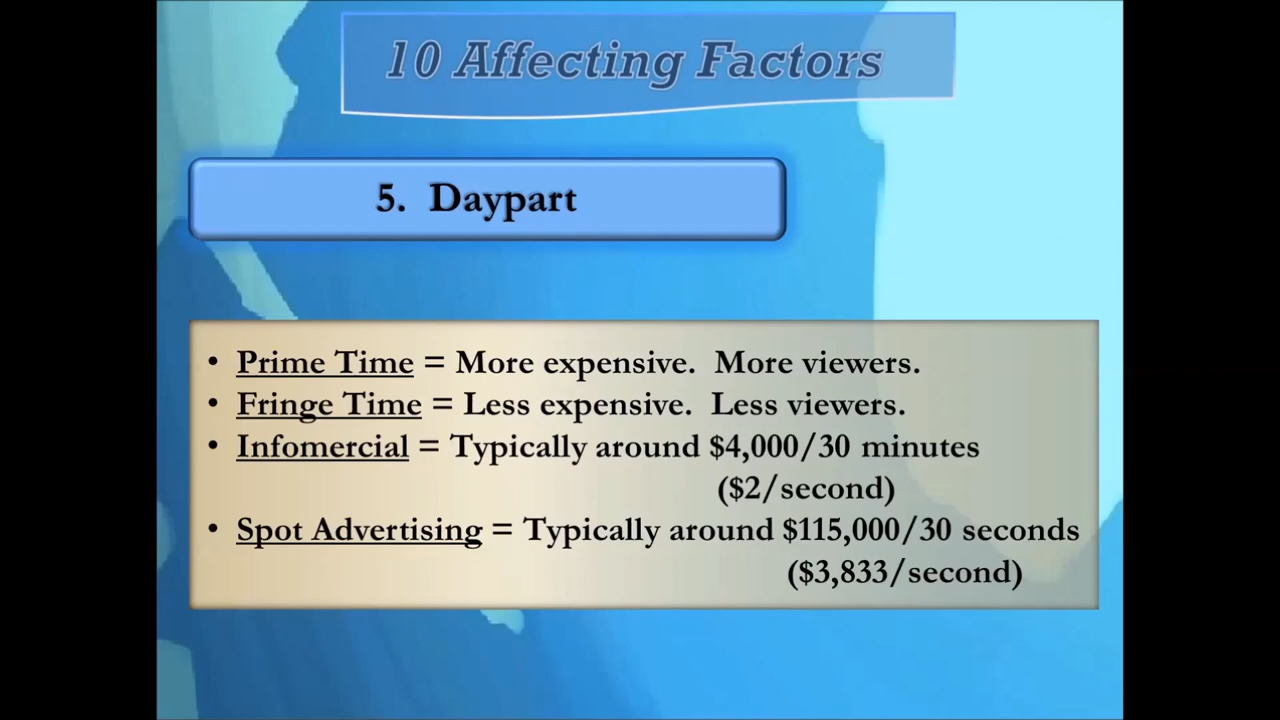 10 Affecting Factors
5. Daypart
• Prime Time = More expensive. More viewers.
• Fringe Time = Less expensive. Less viewers.
• Infomercial = Typically around $4,000/30 minutes
($2/second)
• Spot Advertising = Typically around $115,000/30 seconds
($3,833/second)